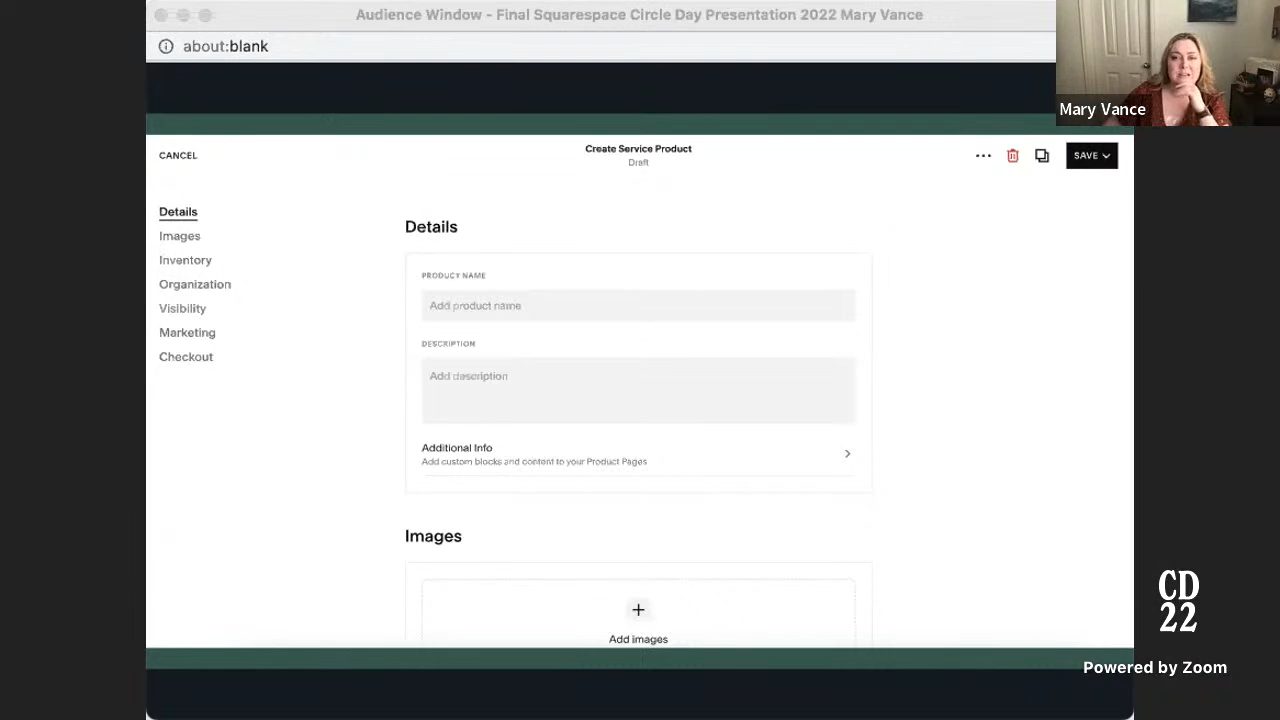 Audience Window - Final Squarespace Circle Day Presentation 2022 Mary Vance
about:blank
Mary Vance
CANCEL
Create Service Product
Draft
SAVE
Details
Images
Inventory
Organization
Visibility
Marketing
Checkout
Details
PRODUCT NAME
Add product name
DESCRIPTION
Add description
Additional Info
Add custom blocks and content to your Product Pages
Images
Add images
CD
22
Powered by Zoom